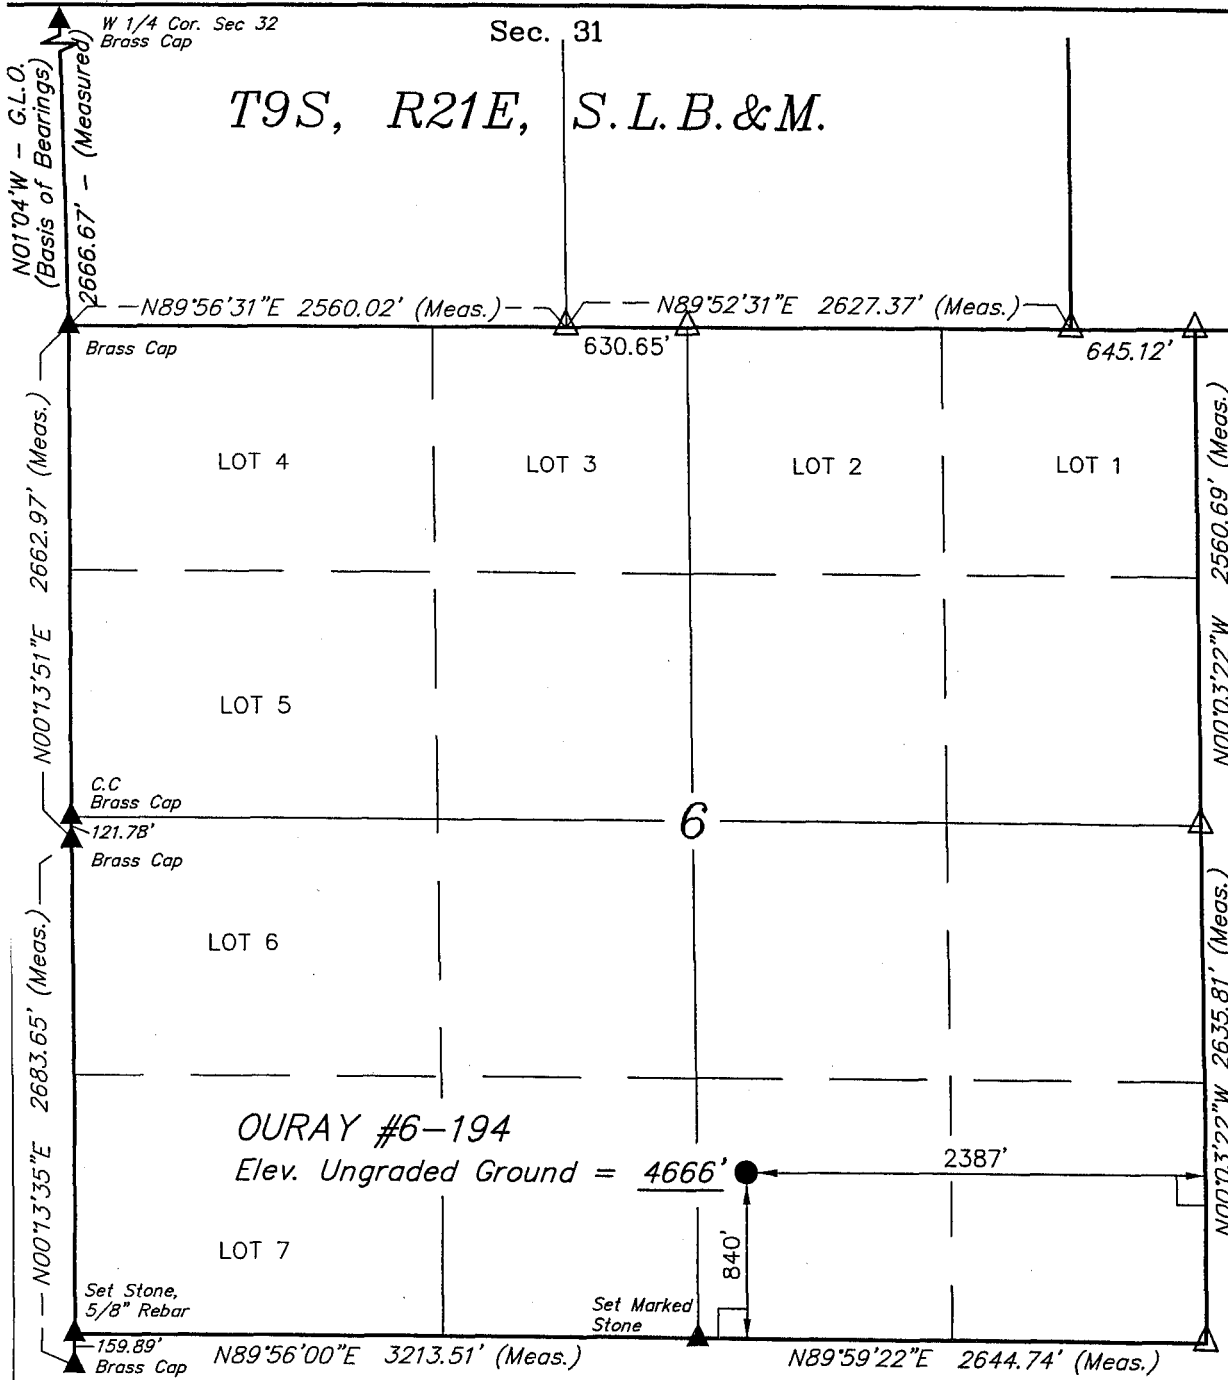 W 1/4 Cor. Sec 32
Brass Cap
Sec. 31
T9S, R21E, S.L.B.&M.
N01°04'W - G.L.O.
(Basis of Bearings)
2666.67' - (Measured)
N89°56'31"E 2560.02' (Meas.)
N89°52'31"E 2627.37' (Meas.)
Brass Cap
630.65'
645.12'
LOT 4
LOT 3
LOT 2
LOT 1
N00°13'51"E 2662.97' (Meas.)
N00°03'22"W 2560.69' (Meas.)
LOT 5
C.C
Brass Cap
121.78'
Brass Cap
6
LOT 6
N00°13'35"E 2683.65' (Meas.)
N00°03'22"W 2635.81' (Meas.)
OURAY #6-194
Elev. Ungraded Ground = 4666'
2387'
840'
LOT 7
Set Stone,
5/8" Rebar
Set Marked
Stone
159.89'
Brass Cap
N89°56'00"E 3213.51' (Meas.)
N89°59'22"E 2644.74' (Meas.)